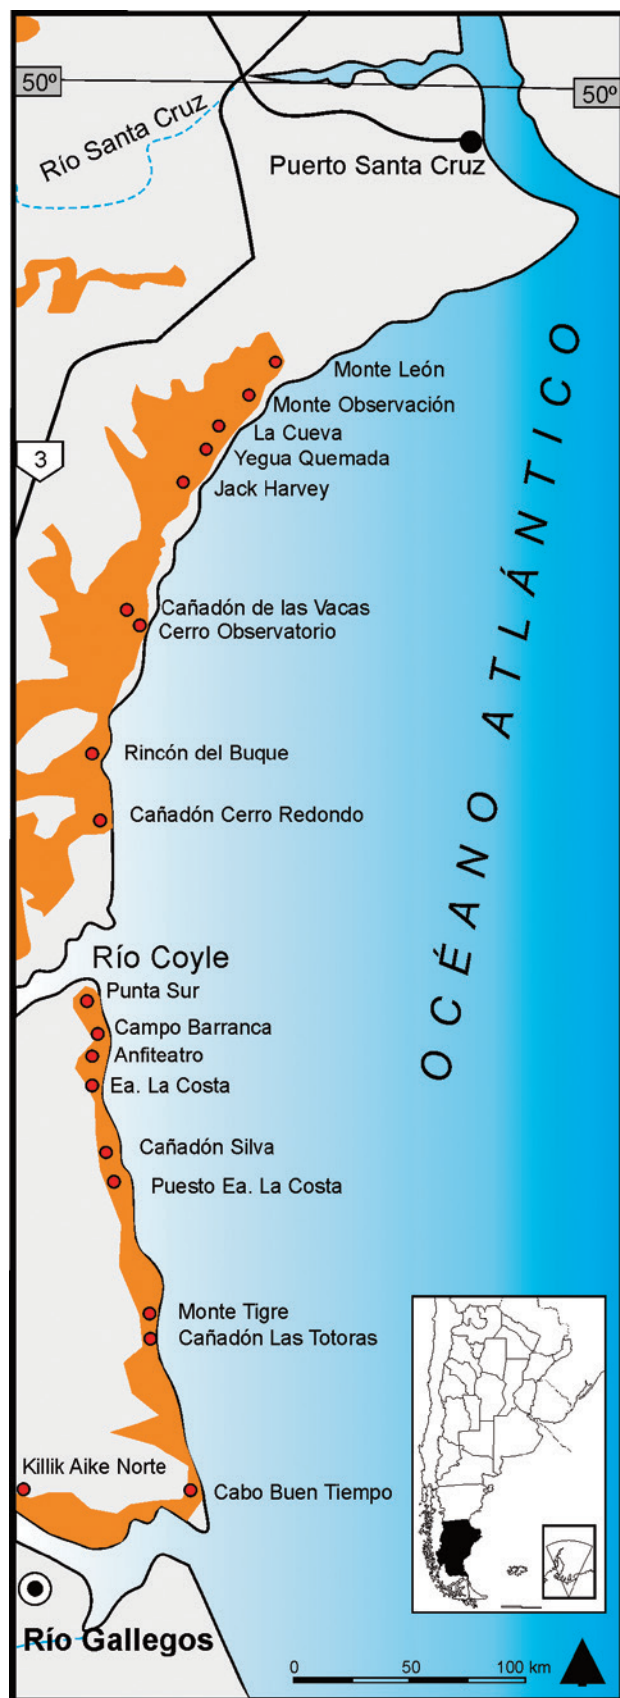 50º
50º
Río Santa Cruz
Puerto Santa Cruz
Monte León
Monte Observación
La Cueva
Yegua Quemada
3
Jack Harvey
OCÉANO ATLÁNTICO
Cañadón de las Vacas
Cerro Observatorio
Rincón del Buque
Cañadón Cerro Redondo
Río Coyle
Punta Sur
Campo Barranca
Anfiteatro
Ea. La Costa
Cañadón Silva
Puesto Ea. La Costa
Monte Tigre
Cañadón Las Totoras
Killik Aike Norte
Cabo Buen Tiempo
Río Gallegos
0 50 100 km